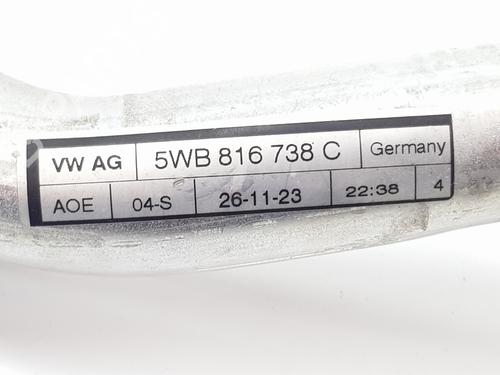 VW AG 5WB 816 738 C Germany
AOE 04-S 26-11-23 22:38 4